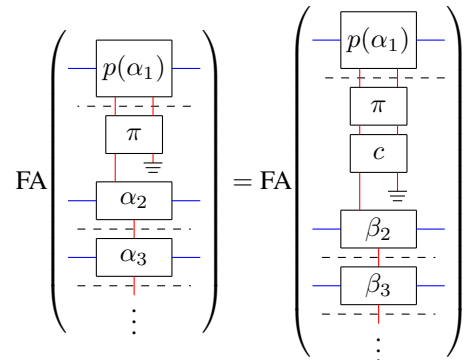 p(α₁) p(α₁)
π π
c
FA α₂ = FA β₂
α₃ β₃
⋮ ⋮